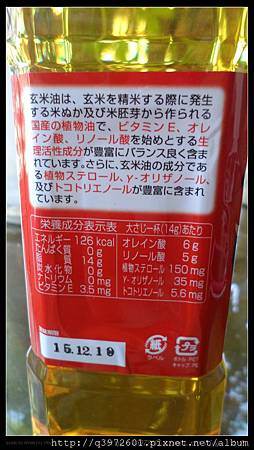 玄米油は、玄米を精米する際に発生
する米ぬか及び米胚芽から作られる
国産の植物油で、ビタミンE、オレ
イン酸、リノール酸を始めとする生
理活性成分が豊富にバランス良く含ま
れています。さらに、玄米油の成分であ
る植物ステロール、γ-オリザノール、
及びトコトリエノールが豊富に含まれ
ています。
栄養成分表示表 大さじ一杯(14g)あたり
エネルギー 126 kcal オレイン酸 6 g
たんぱく質 0 g リノール酸 5 g
脂質 14 g 植物ステロール 150 mg
炭水化物 0 g γ-オリザノール 35 mg
ナトリウム 0 mg トコトリエノール 5.6 mg
ビタミンE 3.5 mg
15.12.19
紙 ラベル
プラ ボトル:PET
キャップ:PE
http://q3972601.pixnet.net/album